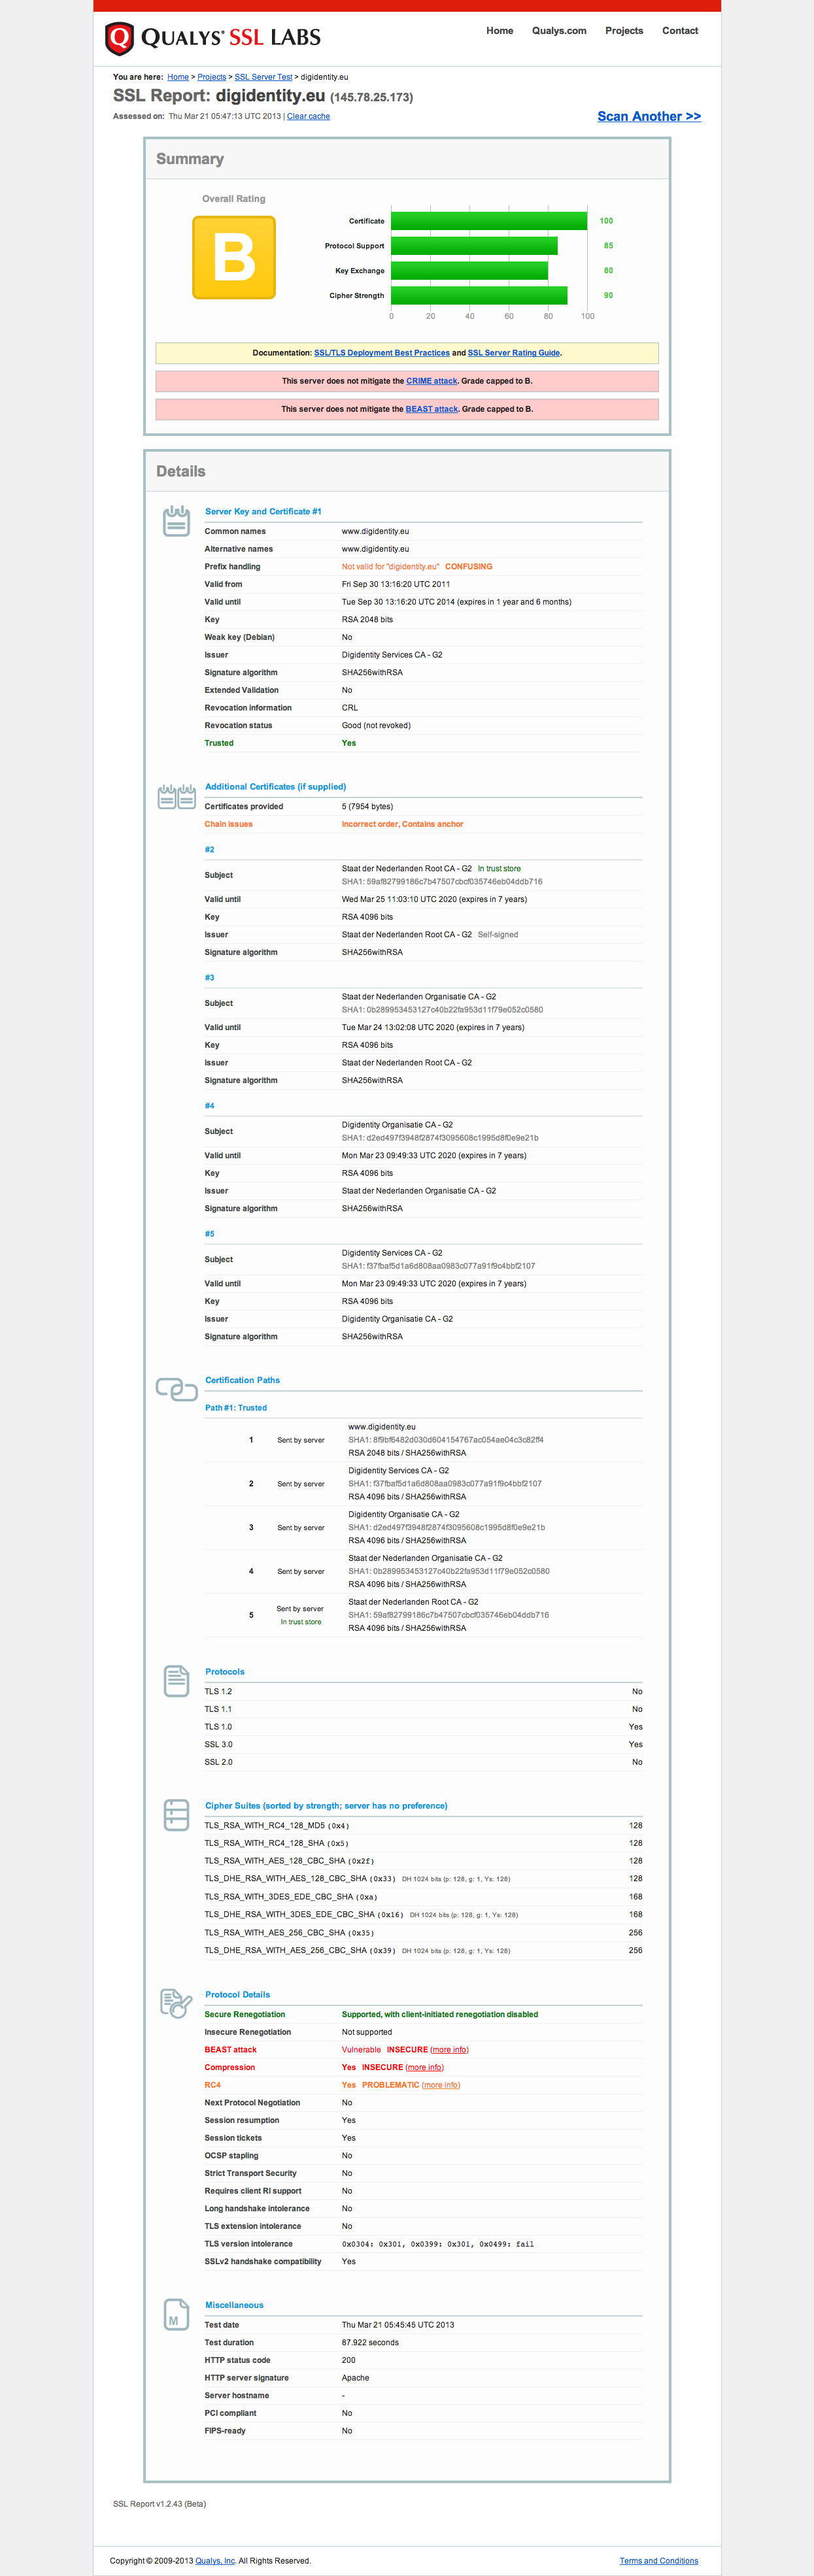 QUALYS® SSL LABS
Home Qualys.com Projects Contact
You are here: Home > Projects > SSL Server Test > digidentity.eu
SSL Report: digidentity.eu (145.78.25.173)
Assessed on: Thu Mar 21 05:47:13 UTC 2013 | Clear cache
Scan Another >>
Summary
Overall Rating
B
Certificate 100
Protocol Support 85
Key Exchange 80
Cipher Strength 90
0 20 40 60 80 100
Documentation: SSL/TLS Deployment Best Practices and SSL Server Rating Guide.
This server does not mitigate the CRIME attack. Grade capped to B.
This server does not mitigate the BEAST attack. Grade capped to B.
Details
Server Key and Certificate #1
Common names www.digidentity.eu
Alternative names www.digidentity.eu
Prefix handling Not valid for "digidentity.eu" CONFUSING
Valid from Fri Sep 30 13:16:20 UTC 2011
Valid until Tue Sep 30 13:16:20 UTC 2014 (expires in 1 year and 6 months)
Key RSA 2048 bits
Weak key (Debian) No
Issuer Digidentity Services CA - G2
Signature algorithm SHA256withRSA
Extended Validation No
Revocation information CRL
Revocation status Good (not revoked)
Trusted Yes
Additional Certificates (if supplied)
Certificates provided 5 (7954 bytes)
Chain issues Incorrect order, Contains anchor
#2
Subject Staat der Nederlanden Root CA - G2 In trust store
SHA1: 59af82799186c7b47507cbcf035746eb04ddb716
Valid until Wed Mar 25 11:03:10 UTC 2020 (expires in 7 years)
Key RSA 4096 bits
Issuer Staat der Nederlanden Root CA - G2 Self-signed
Signature algorithm SHA256withRSA
#3
Subject Staat der Nederlanden Organisatie CA - G2
SHA1: 0b289953453127c40b22fa953d11f79e052c0580
Valid until Tue Mar 24 13:02:08 UTC 2020 (expires in 7 years)
Key RSA 4096 bits
Issuer Staat der Nederlanden Root CA - G2
Signature algorithm SHA256withRSA
#4
Subject Digidentity Organisatie CA - G2
SHA1: d2ed497f3948f2874f3095608c1995d8f0e9e21b
Valid until Mon Mar 23 09:49:33 UTC 2020 (expires in 7 years)
Key RSA 4096 bits
Issuer Staat der Nederlanden Organisatie CA - G2
Signature algorithm SHA256withRSA
#5
Subject Digidentity Services CA - G2
SHA1: f37fbaf5d1a6d808aa0983c077a91f9c4bbf2107
Valid until Mon Mar 23 09:49:33 UTC 2020 (expires in 7 years)
Key RSA 4096 bits
Issuer Digidentity Organisatie CA - G2
Signature algorithm SHA256withRSA
Certification Paths
Path #1: Trusted
1 Sent by server www.digidentity.eu
SHA1: 8f9bf6482d030d604154767ac054ae04c3c82ff4
RSA 2048 bits / SHA256withRSA
2 Sent by server Digidentity Services CA - G2
SHA1: f37fbaf5d1a6d808aa0983c077a91f9c4bbf2107
RSA 4096 bits / SHA256withRSA
3 Sent by server Digidentity Organisatie CA - G2
SHA1: d2ed497f3948f2874f3095608c1995d8f0e9e21b
RSA 4096 bits / SHA256withRSA
4 Sent by server Staat der Nederlanden Organisatie CA - G2
SHA1: 0b289953453127c40b22fa953d11f79e052c0580
RSA 4096 bits / SHA256withRSA
5 Sent by server In trust store Staat der Nederlanden Root CA - G2
SHA1: 59af82799186c7b47507cbcf035746eb04ddb716
RSA 4096 bits / SHA256withRSA
Protocols
TLS 1.2 No
TLS 1.1 No
TLS 1.0 Yes
SSL 3.0 Yes
SSL 2.0 No
Cipher Suites (sorted by strength; server has no preference)
TLS_RSA_WITH_RC4_128_MD5 (0x4) 128
TLS_RSA_WITH_RC4_128_SHA (0x5) 128
TLS_RSA_WITH_AES_128_CBC_SHA (0x2f) 128
TLS_DHE_RSA_WITH_AES_128_CBC_SHA (0x33) DH 1024 bits (p: 128, g: 1, Ys: 128) 128
TLS_RSA_WITH_3DES_EDE_CBC_SHA (0xa) 168
TLS_DHE_RSA_WITH_3DES_EDE_CBC_SHA (0x16) DH 1024 bits (p: 128, g: 1, Ys: 128) 168
TLS_RSA_WITH_AES_256_CBC_SHA (0x35) 256
TLS_DHE_RSA_WITH_AES_256_CBC_SHA (0x39) DH 1024 bits (p: 128, g: 1, Ys: 128) 256
Protocol Details
Secure Renegotiation Supported, with client-initiated renegotiation disabled
Insecure Renegotiation Not supported
BEAST attack Vulnerable INSECURE (more info)
Compression Yes INSECURE (more info)
RC4 Yes PROBLEMATIC (more info)
Next Protocol Negotiation No
Session resumption Yes
Session tickets Yes
OCSP stapling No
Strict Transport Security No
Requires client RI support No
Long handshake intolerance No
TLS extension intolerance No
TLS version intolerance 0x0304: 0x301, 0x0399: 0x301, 0x0499: fail
SSLv2 handshake compatibility Yes
M
Miscellaneous
Test date Thu Mar 21 05:45:45 UTC 2013
Test duration 87.922 seconds
HTTP status code 200
HTTP server signature Apache
Server hostname -
PCI compliant No
FIPS-ready No
SSL Report v1.2.43 (Beta)
Copyright © 2009-2013 Qualys, Inc. All Rights Reserved.
Terms and Conditions